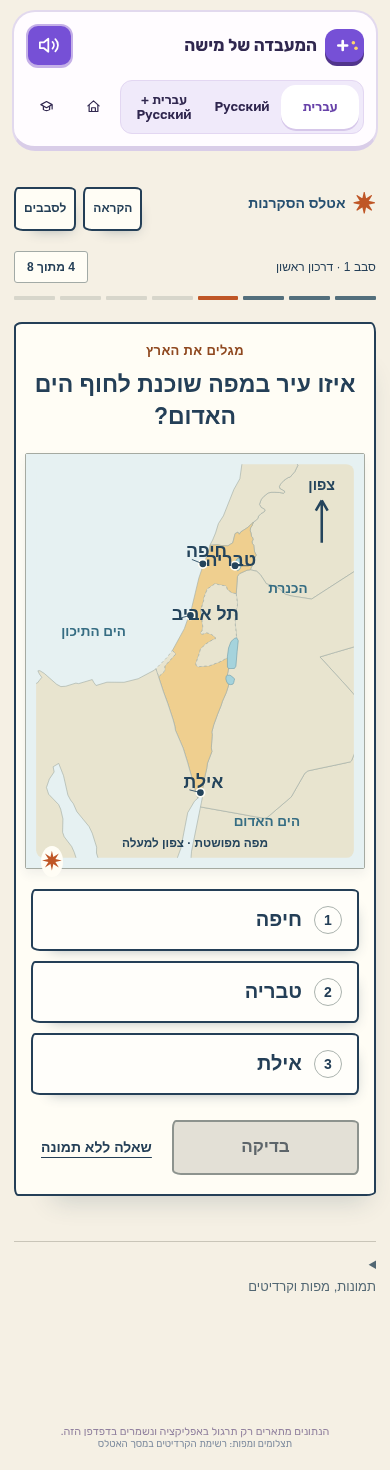 המעבדה של מישה
עברית
Русский
עברית +
Русский
אטלס הסקרנות
הקראה
לסבבים
סבב 1 · דרכון ראשון
4 מתוך 8
מגלים את הארץ
איזו עיר במפה שוכנת לחוף הים
האדום?
צפון
חיפה
טבריה
הכנרת
תל אביב
הים התיכון
אילת
הים האדום
מפה מפושטת · צפון למעלה
1 חיפה
2 טבריה
3 אילת
בדיקה
שאלה ללא תמונה
תמונות, מפות וקרדיטים
הנתונים מתארים רק תרגול באפליקציה ונשמרים בדפדפן הזה.
תצלומים ומפות: רשימת הקרדיטים במסך האטלס